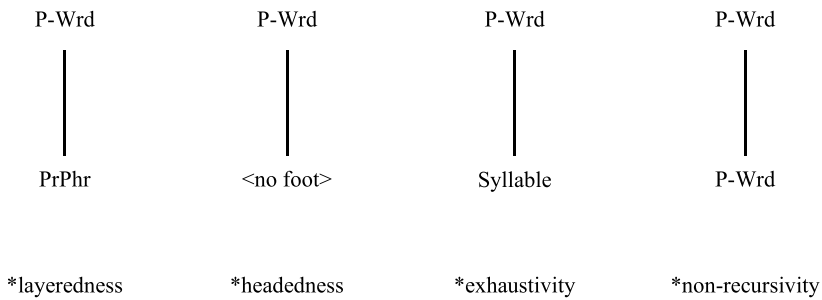 P-Wrd P-Wrd P-Wrd P-Wrd
PrPhr <no foot> Syllable P-Wrd
*layeredness *headedness *exhaustivity *non-recursivity